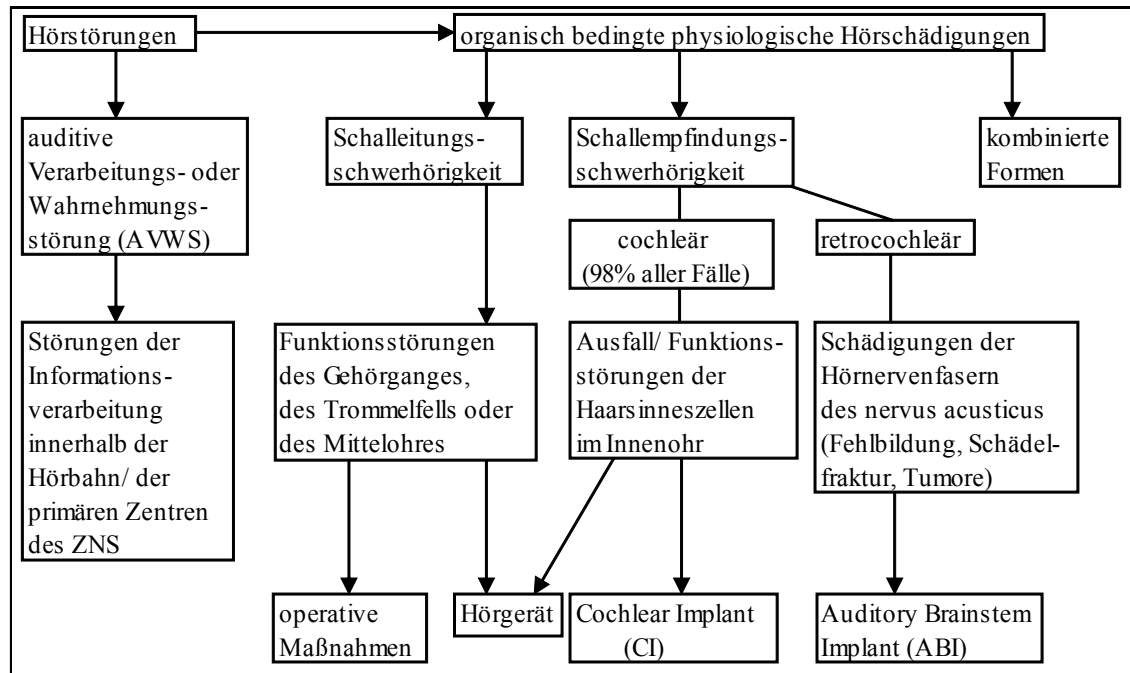 Hörstörungen
organisch bedingte physiologische Hörschädigungen
auditive
Verarbeitungs- oder
Wahrnehmungs-
störung (AVWS)
Schalleitungs-
schwerhörigkeit
Schallempfindungs-
schwerhörigkeit
kombinierte
Formen
cochleär
(98% aller Fälle)
retrocochleär
Störungen der
Informations-
verarbeitung
innerhalb der
Hörbahn/ der
primären Zentren
des ZNS
Funktionsstörungen
des Gehörganges,
des Trommelfells oder
des Mittelohres
Ausfall/ Funktions-
störungen der
Haarsinneszellen
im Innenohr
Schädigungen der
Hörnervenfasern
des nervus acusticus
(Fehlbildung, Schädel-
fraktur, Tumore)
operative
Maßnahmen
Hörgerät
Cochlear Implant
(CI)
Auditory Brainstem
Implant (ABI)